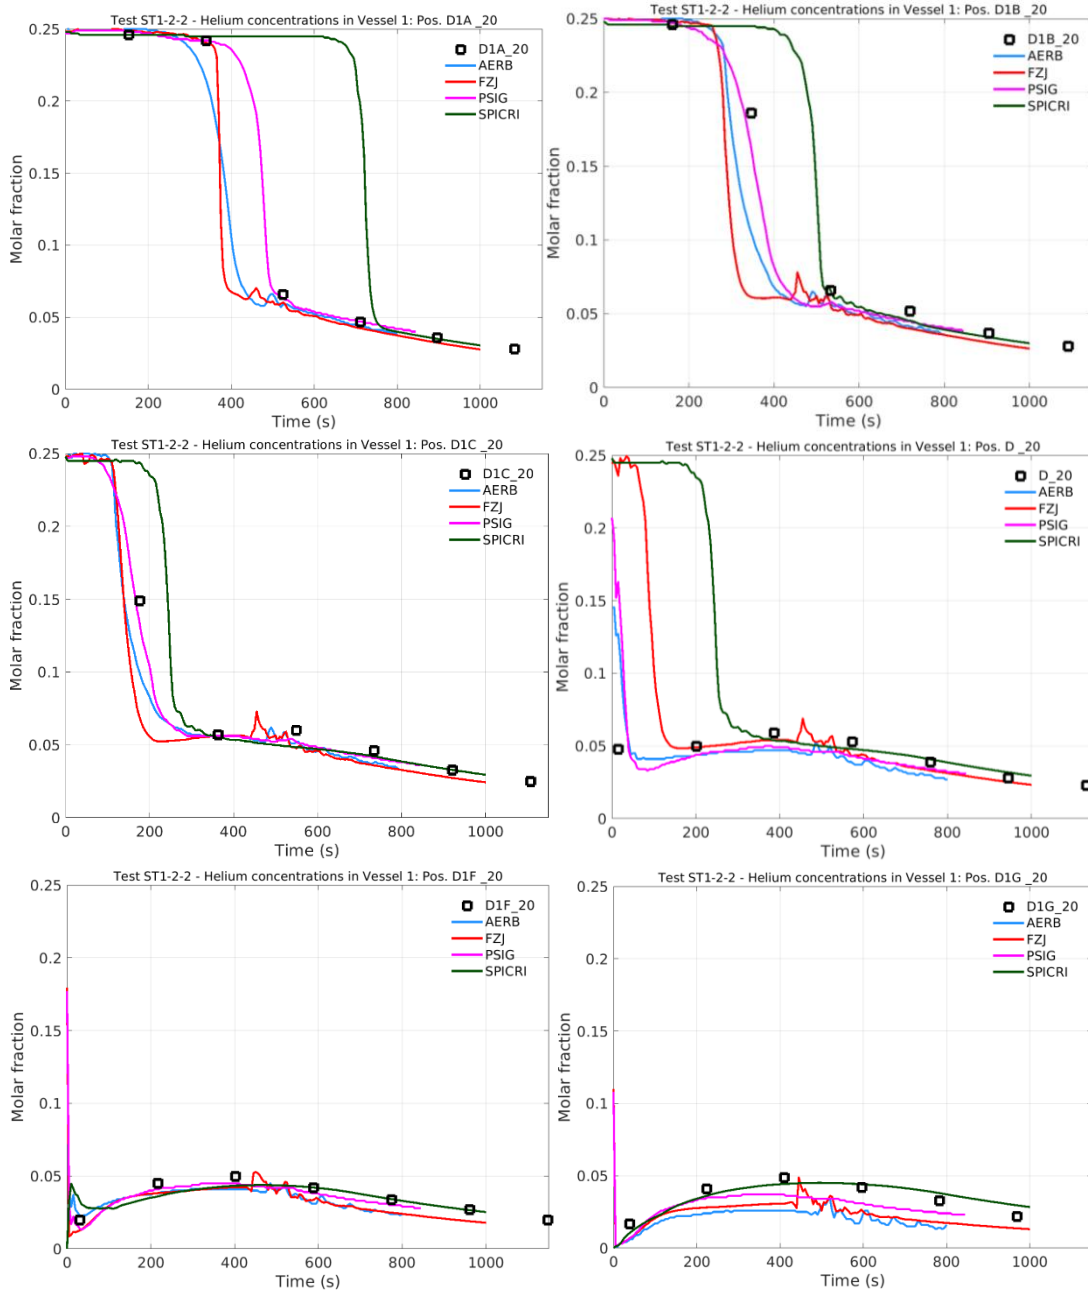 Test ST1-2-2 - Helium concentrations in Vessel 1: Pos. D1A _20
0.25
0.2
0.15
0.1
0.05
0
Molar fraction
D1A_20
AERB
FZJ
PSIG
SPICRI
0 200 400 600 800 1000
Time (s)
Test ST1-2-2 - Helium concentrations in Vessel 1: Pos. D1B _20
0.25
0.2
0.15
0.1
0.05
0
Molar fraction
D1B_20
AERB
FZJ
PSIG
SPICRI
0 200 400 600 800 1000
Time (s)
Test ST1-2-2 - Helium concentrations in Vessel 1: Pos. D1C _20
0.25
0.2
0.15
0.1
0.05
0
Molar fraction
D1C_20
AERB
FZJ
PSIG
SPICRI
0 200 400 600 800 1000
Time (s)
Test ST1-2-2 - Helium concentrations in Vessel 1: Pos. D _20
0.25
0.2
0.15
0.1
0.05
0
Molar fraction
D_20
AERB
FZJ
PSIG
SPICRI
0 200 400 600 800 1000
Time (s)
Test ST1-2-2 - Helium concentrations in Vessel 1: Pos. D1F _20
0.25
0.2
0.15
0.1
0.05
0
Molar fraction
D1F_20
AERB
FZJ
PSIG
SPICRI
0 200 400 600 800 1000
Time (s)
Test ST1-2-2 - Helium concentrations in Vessel 1: Pos. D1G _20
0.25
0.2
0.15
0.1
0.05
0
Molar fraction
D1G_20
AERB
FZJ
PSIG
SPICRI
0 200 400 600 800 1000
Time (s)